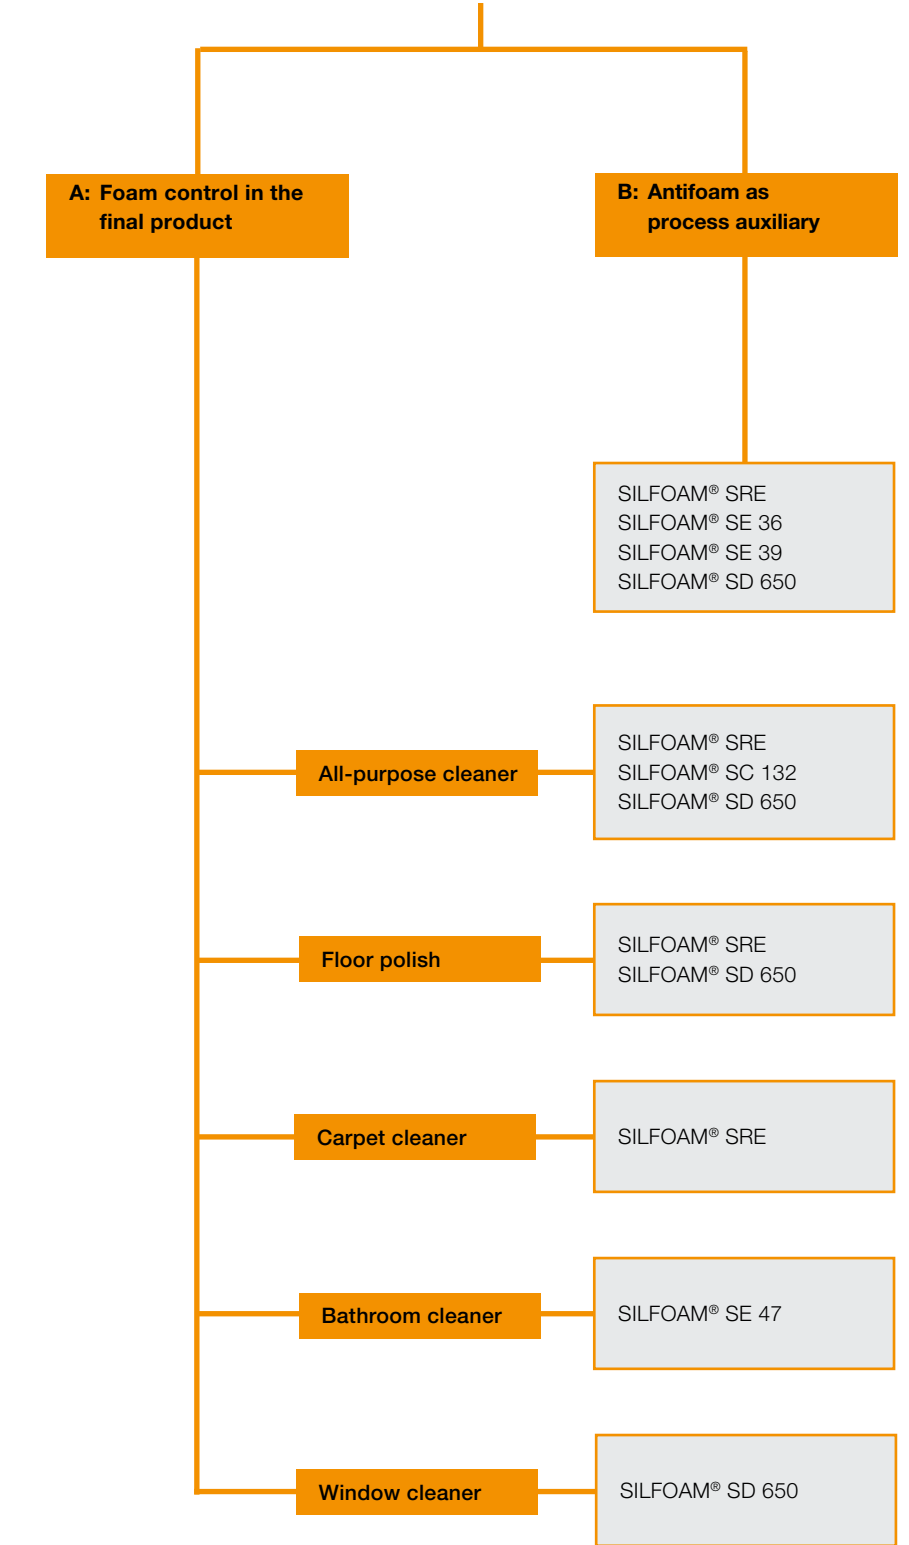 A: Foam control in the
final product
B: Antifoam as
process auxiliary
SILFOAM® SRE
SILFOAM® SE 36
SILFOAM® SE 39
SILFOAM® SD 650
All-purpose cleaner
SILFOAM® SRE
SILFOAM® SC 132
SILFOAM® SD 650
Floor polish
SILFOAM® SRE
SILFOAM® SD 650
Carpet cleaner
SILFOAM® SRE
Bathroom cleaner
SILFOAM® SE 47
Window cleaner
SILFOAM® SD 650